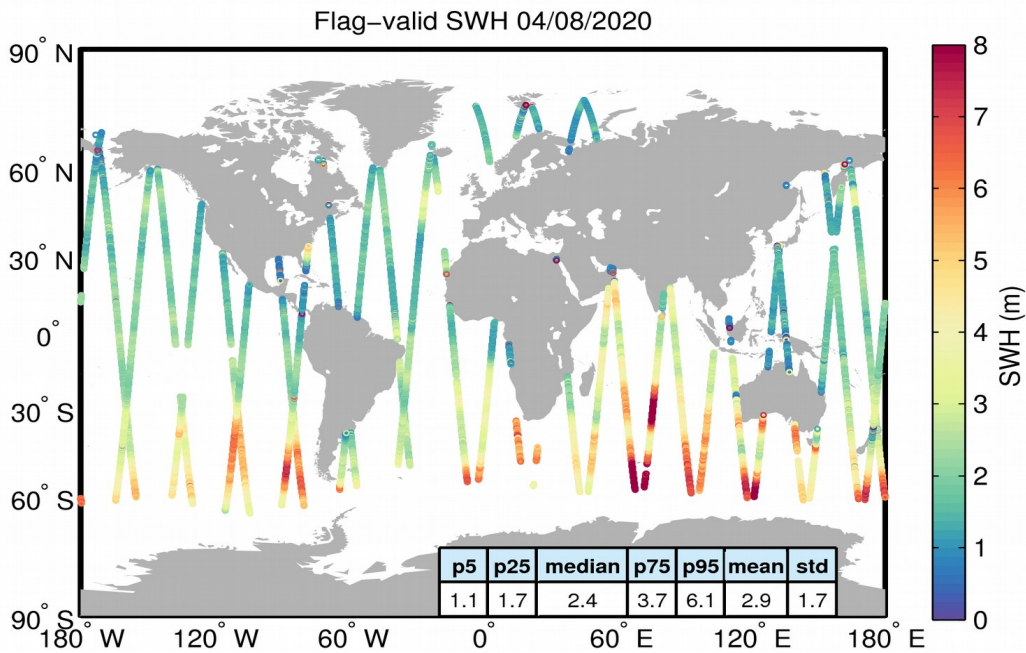 Flag−valid SWH 04/08/2020
90° N
60° N
30° N
0°
30° S
60° S
90° S
180° W
120° W
60° W
0°
60° E
120° E
180° E
p5 p25 median p75 p95 mean std
1.1 1.7 2.4 3.7 6.1 2.9 1.7
8
7
6
5
4
3
2
1
0
SWH (m)